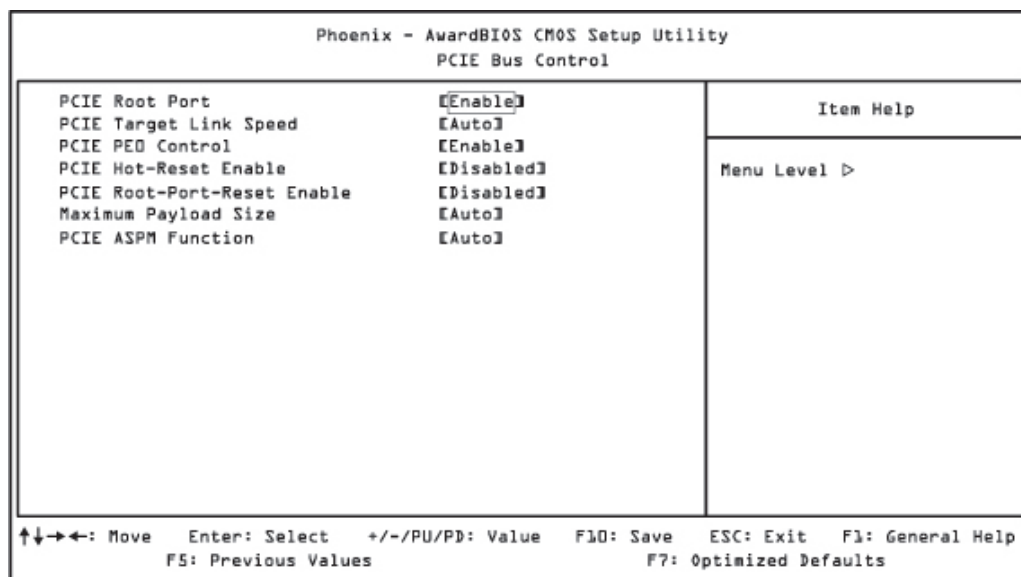 Phoenix - AwardBIOS CMOS Setup Utility
PCIE Bus Control
PCIE Root Port [Enable]
PCIE Target Link Speed [Auto]
PCIE PE0 Control [Enable]
PCIE Hot-Reset Enable [Disabled]
PCIE Root-Port-Reset Enable [Disabled]
Maximum Payload Size [Auto]
PCIE ASPM Function [Auto]
Item Help
Menu Level ▷
↑↓→←: Move Enter: Select +/-/PU/PD: Value F10: Save ESC: Exit F1: General Help
F5: Previous Values F7: Optimized Defaults